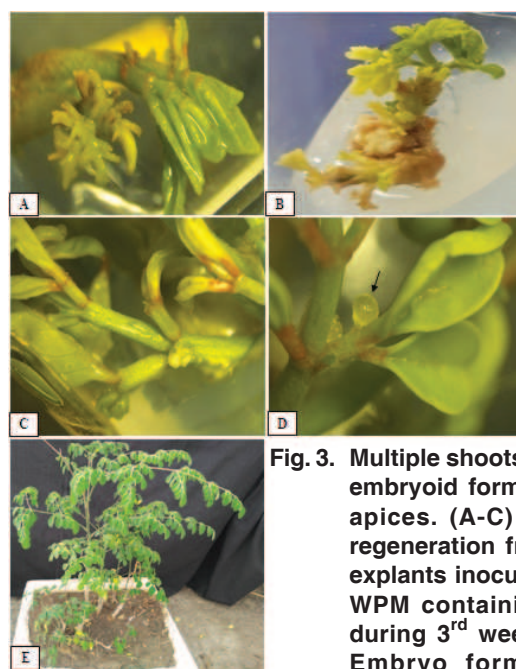 A
B
C
D
E
Fig. 3. Multiple shoots
embryoid form
apices. (A-C)
regeneration fr
explants inocu
WPM containi
during 3rd wee
Embryo form